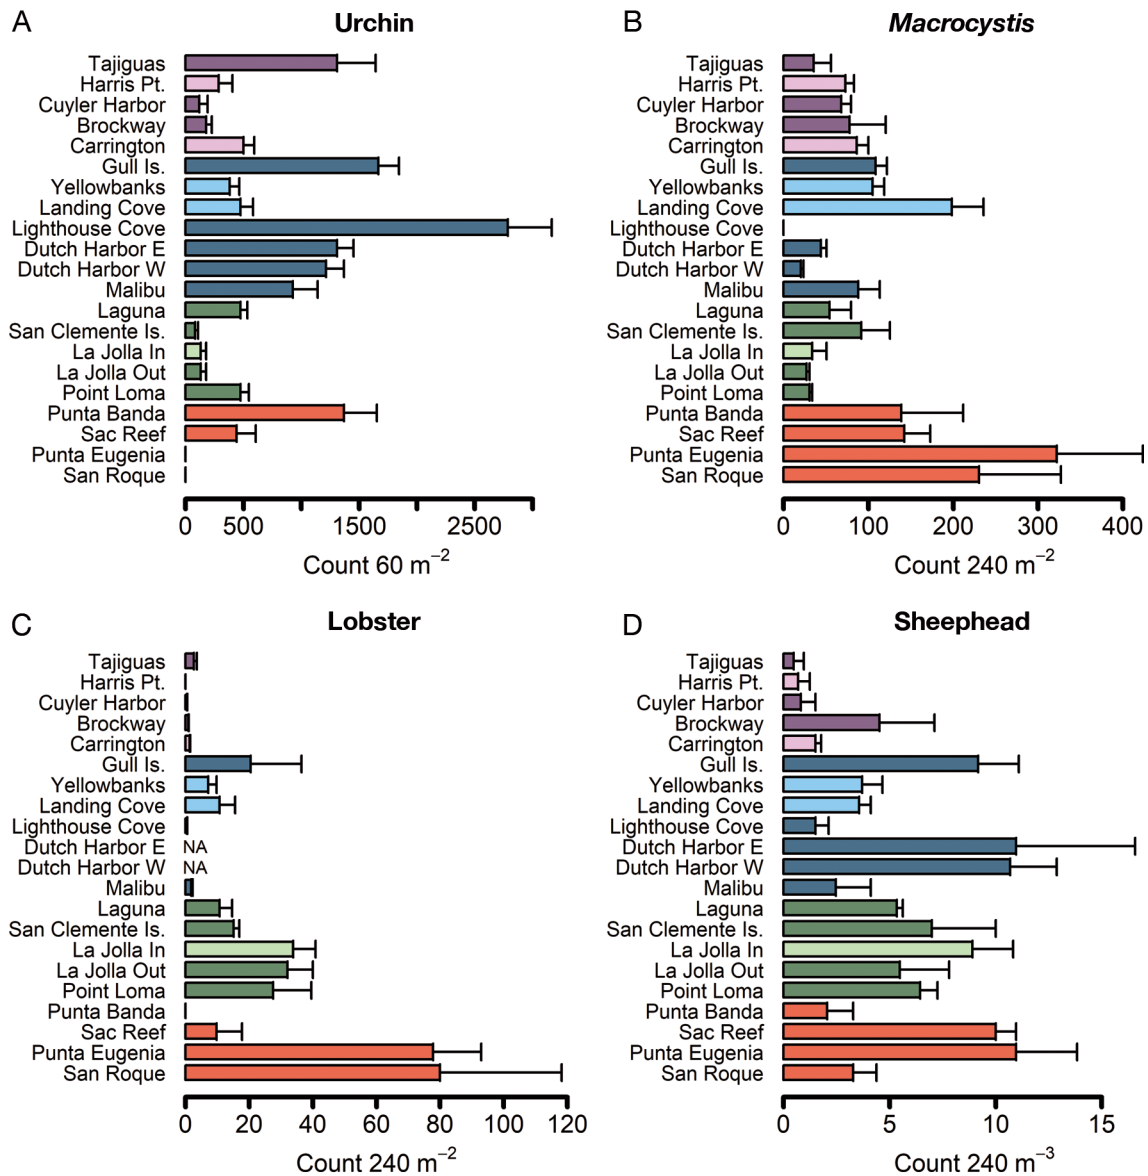 A
Urchin
Tajiguas
Harris Pt.
Cuyler Harbor
Brockway
Carrington
Gull Is.
Yellowbanks
Landing Cove
Lighthouse Cove
Dutch Harbor E
Dutch Harbor W
Malibu
Laguna
San Clemente Is.
La Jolla In
La Jolla Out
Point Loma
Punta Banda
Sac Reef
Punta Eugenia
San Roque
0 500 1500 2500
Count 60 m⁻²
B
Macrocystis
Tajiguas
Harris Pt.
Cuyler Harbor
Brockway
Carrington
Gull Is.
Yellowbanks
Landing Cove
Lighthouse Cove
Dutch Harbor E
Dutch Harbor W
Malibu
Laguna
San Clemente Is.
La Jolla In
La Jolla Out
Point Loma
Punta Banda
Sac Reef
Punta Eugenia
San Roque
0 100 200 300 400
Count 240 m⁻²
C
Lobster
Tajiguas
Harris Pt.
Cuyler Harbor
Brockway
Carrington
Gull Is.
Yellowbanks
Landing Cove
Lighthouse Cove
Dutch Harbor E NA
Dutch Harbor W NA
Malibu
Laguna
San Clemente Is.
La Jolla In
La Jolla Out
Point Loma
Punta Banda
Sac Reef
Punta Eugenia
San Roque
0 20 40 60 80 100 120
Count 240 m⁻²
D
Sheephead
Tajiguas
Harris Pt.
Cuyler Harbor
Brockway
Carrington
Gull Is.
Yellowbanks
Landing Cove
Lighthouse Cove
Dutch Harbor E
Dutch Harbor W
Malibu
Laguna
San Clemente Is.
La Jolla In
La Jolla Out
Point Loma
Punta Banda
Sac Reef
Punta Eugenia
San Roque
0 5 10 15
Count 240 m⁻³